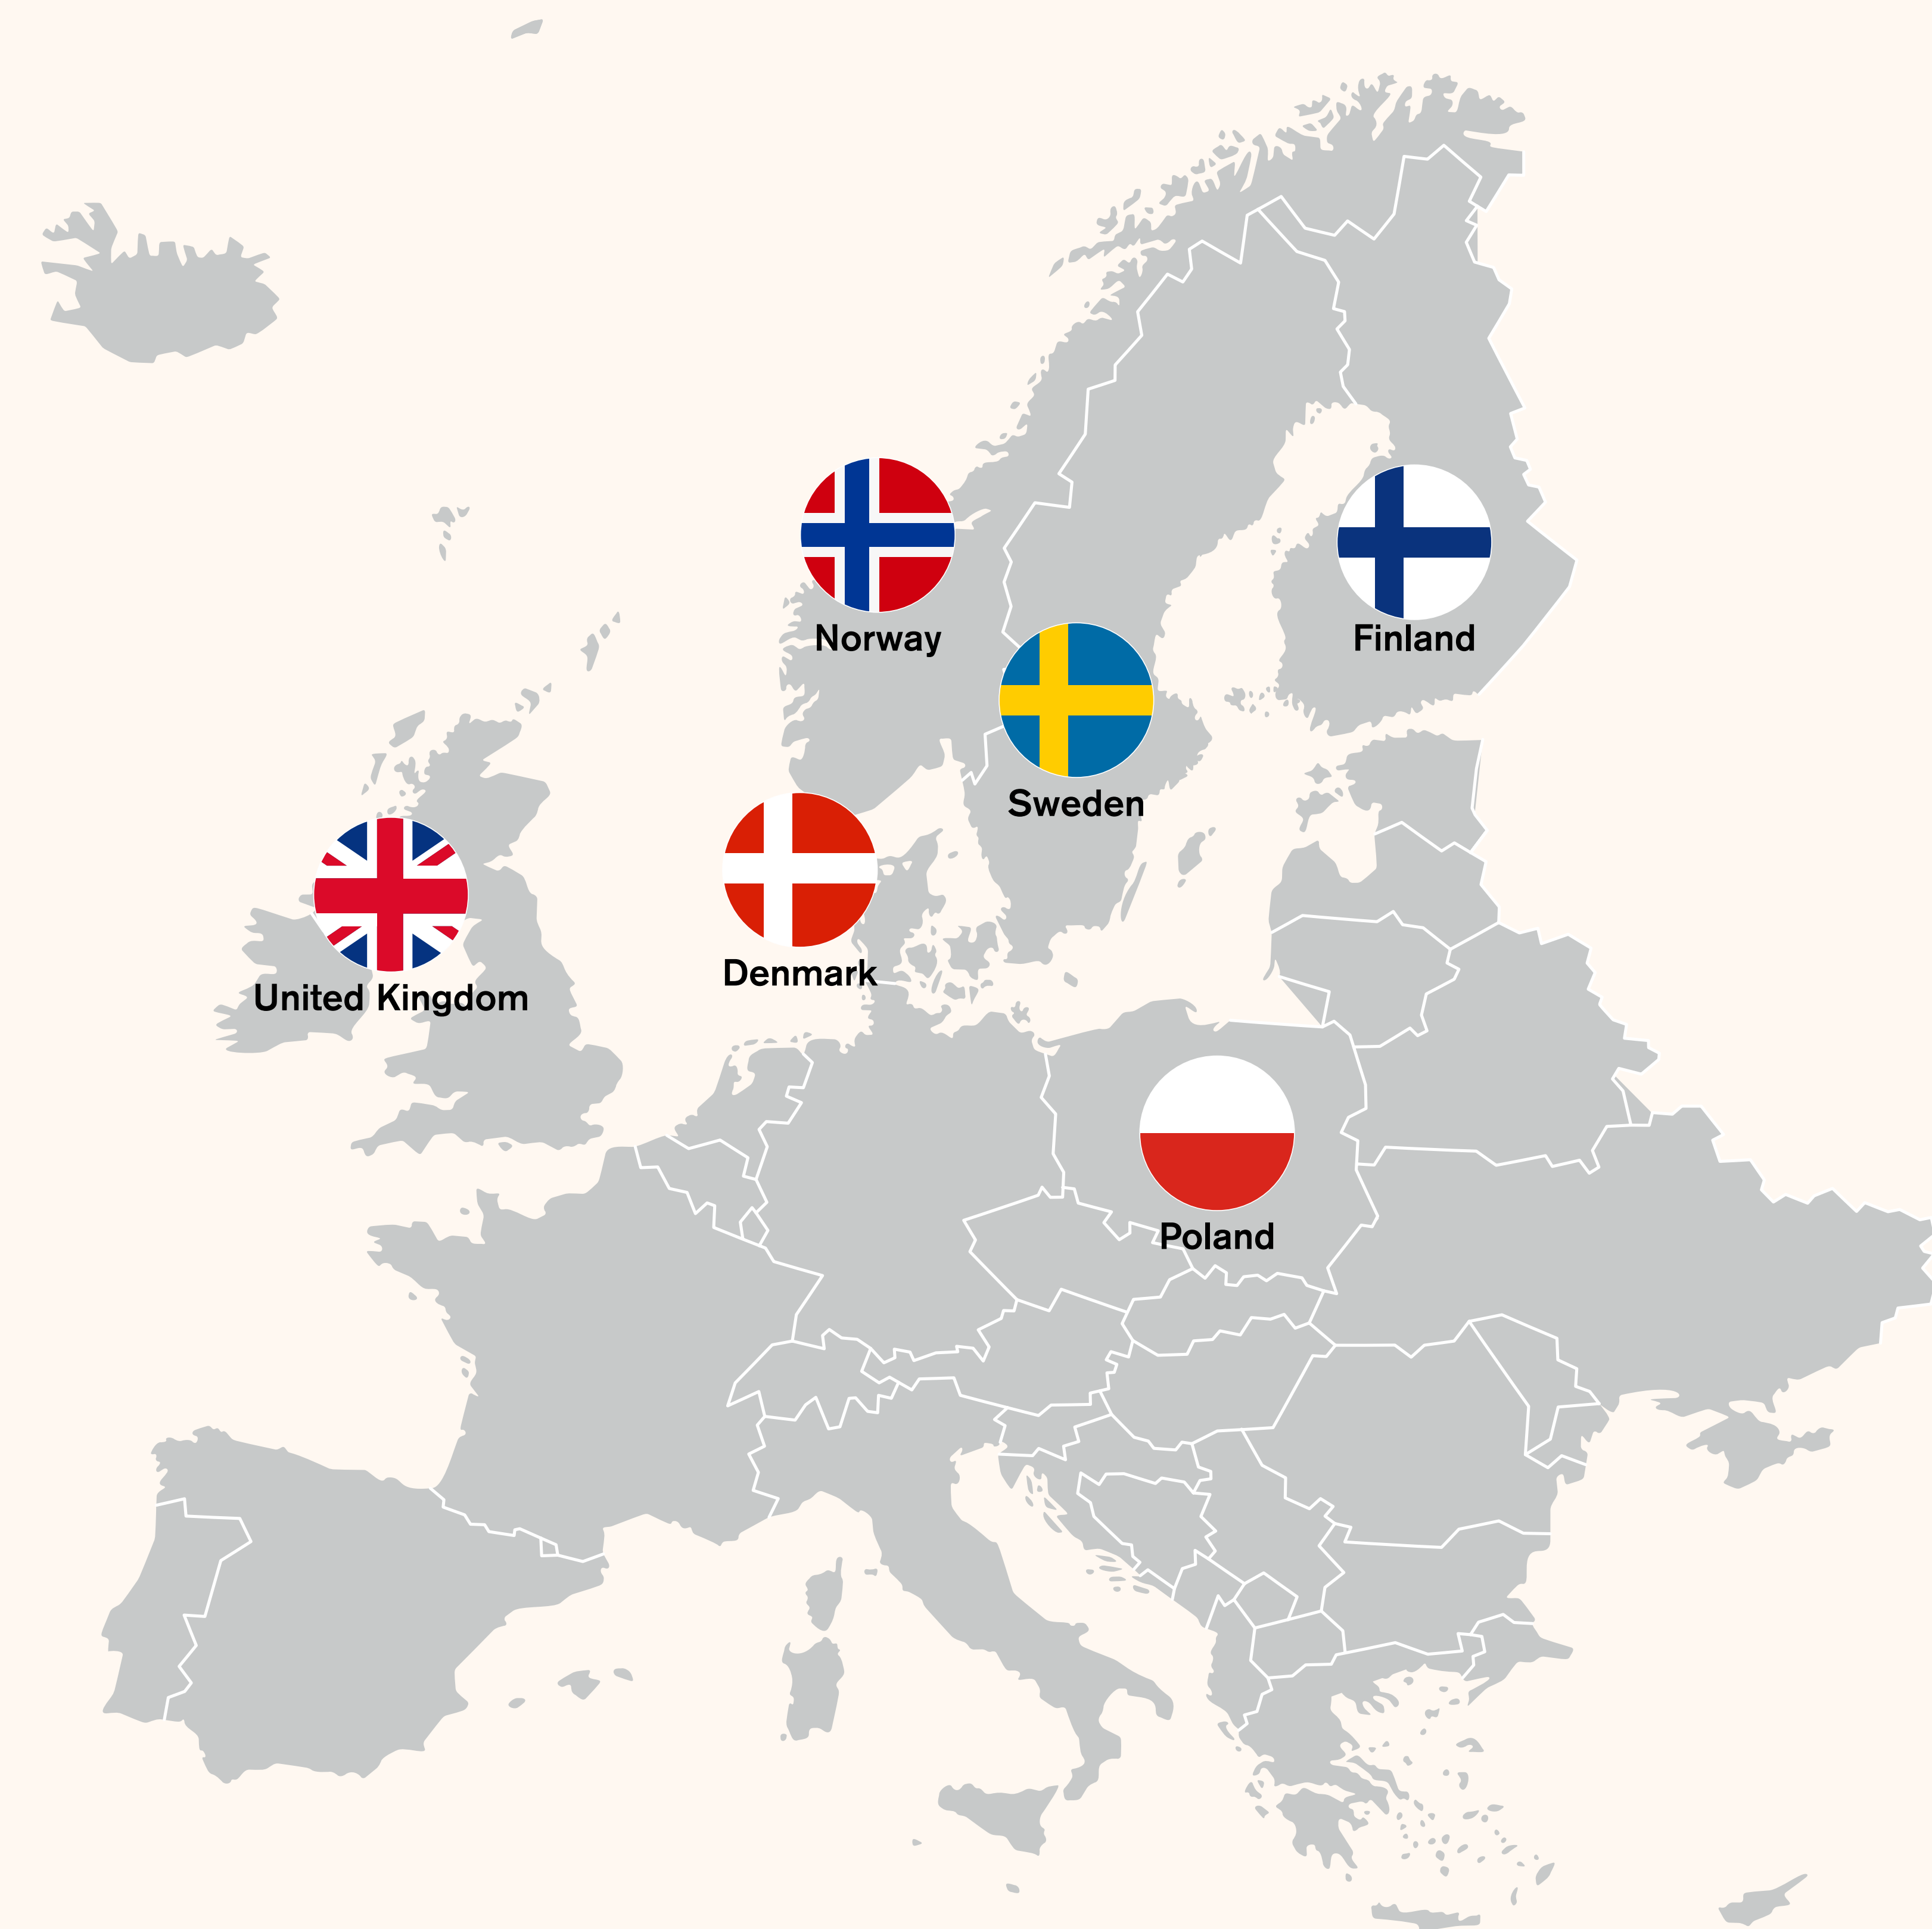 Norway
Finland
Sweden
Denmark
United Kingdom
Poland